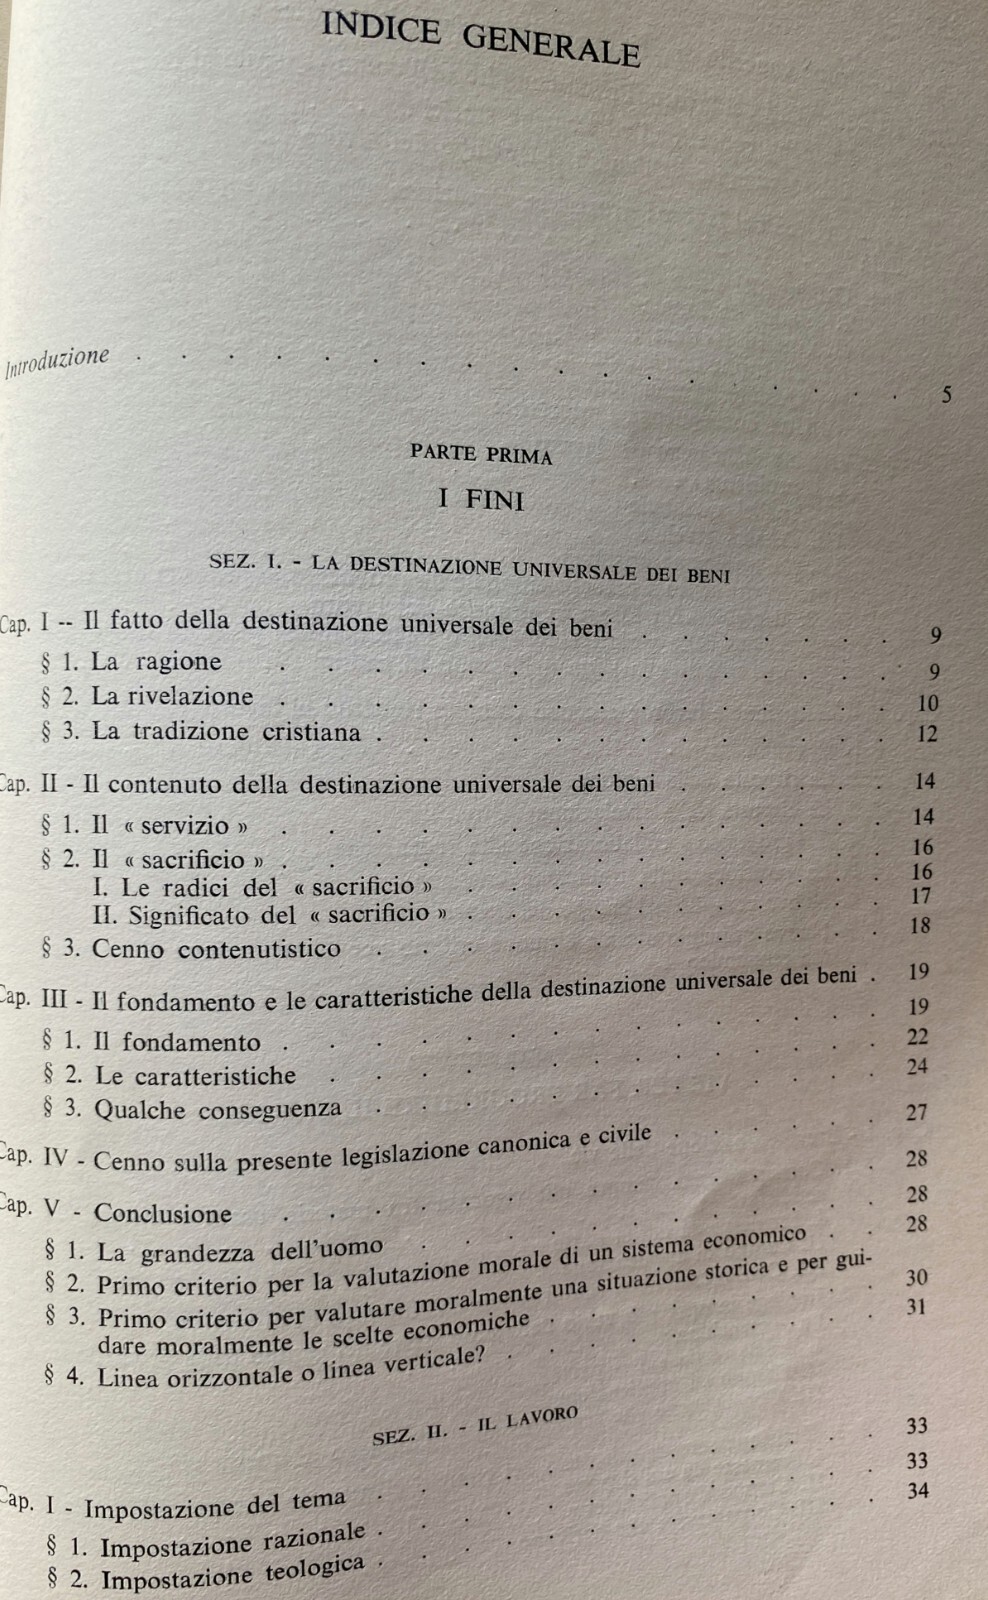 INDICE GENERALE
Introduzione . . . . . . . . . . . . . . . . . 5
PARTE PRIMA
I FINI
SEZ. I. - LA DESTINAZIONE UNIVERSALE DEI BENI
Cap. I -- Il fatto della destinazione universale dei beni . . . . . . 9
§ 1. La ragione . . . . . . . . . . . . . . 9
§ 2. La rivelazione . . . . . . . . . . . . . . 10
§ 3. La tradizione cristiana . . . . . . . . . . . . 12
Cap. II - Il contenuto della destinazione universale dei beni . . . . . 14
§ 1. Il « servizio » . . . . . . . . . . . . . . 14
§ 2. Il « sacrificio » . . . . . . . . . . . . . . 16
I. Le radici del « sacrificio » . . . . . . . . . . 16
II. Significato del « sacrificio » . . . . . . . . . . 17
§ 3. Cenno contenutistico . . . . . . . . . . . . 18
Cap. III - Il fondamento e le caratteristiche della destinazione universale dei beni . 19
§ 1. Il fondamento . . . . . . . . . . . . . . 19
§ 2. Le caratteristiche . . . . . . . . . . . . . 22
§ 3. Qualche conseguenza . . . . . . . . . . . . 24
Cap. IV - Cenno sulla presente legislazione canonica e civile . . . . . 27
Cap. V - Conclusione . . . . . . . . . . . . . . 28
§ 1. La grandezza dell'uomo . . . . . . . . . . . 28
§ 2. Primo criterio per la valutazione morale di un sistema economico . . 28
§ 3. Primo criterio per valutare moralmente una situazione storica e per gui-
dare moralmente le scelte economiche . . . . . . . . 30
§ 4. Linea orizzontale o linea verticale? . . . . . . . . . 31
SEZ. II. - IL LAVORO
Cap. I - Impostazione del tema . . . . . . . . . . . . 33
§ 1. Impostazione razionale . . . . . . . . . . . . 33
§ 2. Impostazione teologica . . . . . . . . . . . . 34